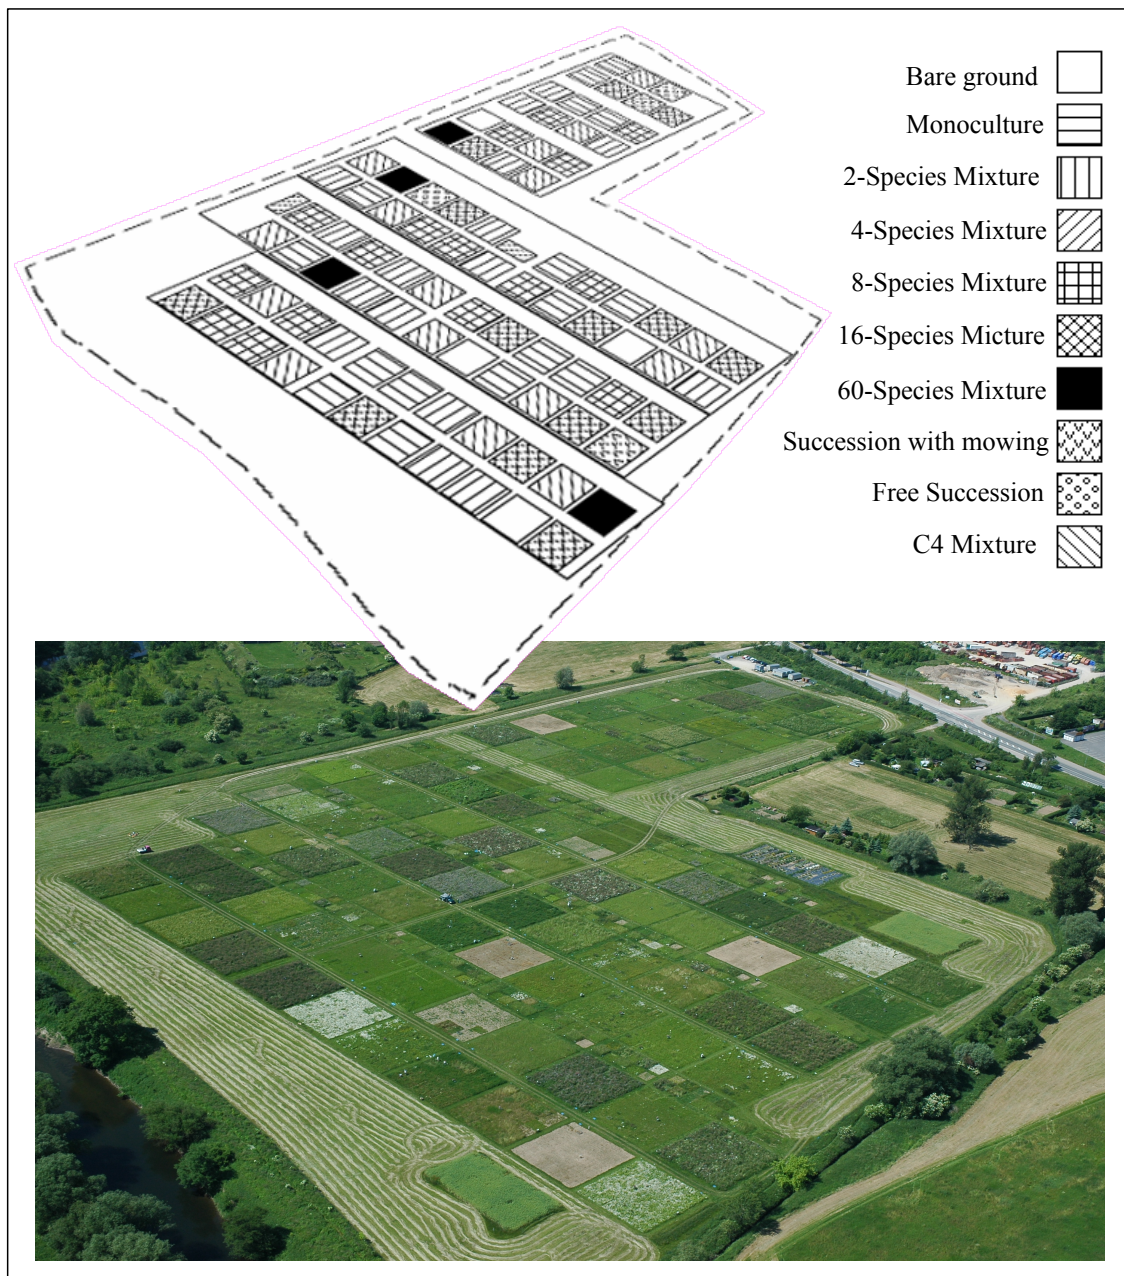 Bare ground
Monoculture
2-Species Mixture
4-Species Mixture
8-Species Mixture
16-Species Micture
60-Species Mixture
Succession with mowing
Free Succession
C4 Mixture